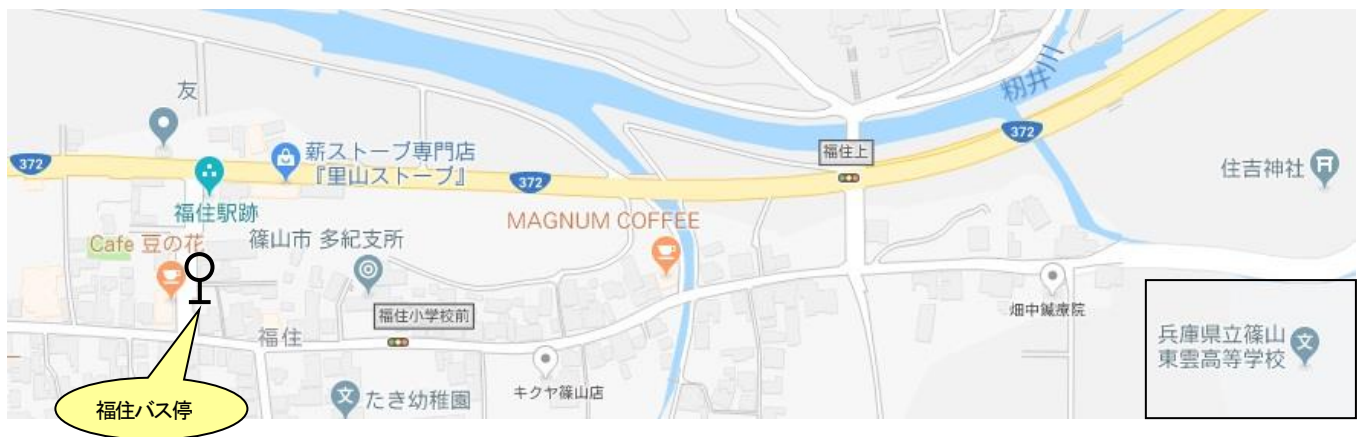 友
籾井川
372
福住上
372
薪ストーブ専門店
『里山ストーブ』
372
住吉神社
福住駅跡
MAGNUM COFFEE
Cafe 豆の花
篠山市 多紀支所
畑中鍼療院
福住小学校前
福住
兵庫県立篠山
東雲高等学校
キクヤ篠山店
たき幼稚園
福住バス停